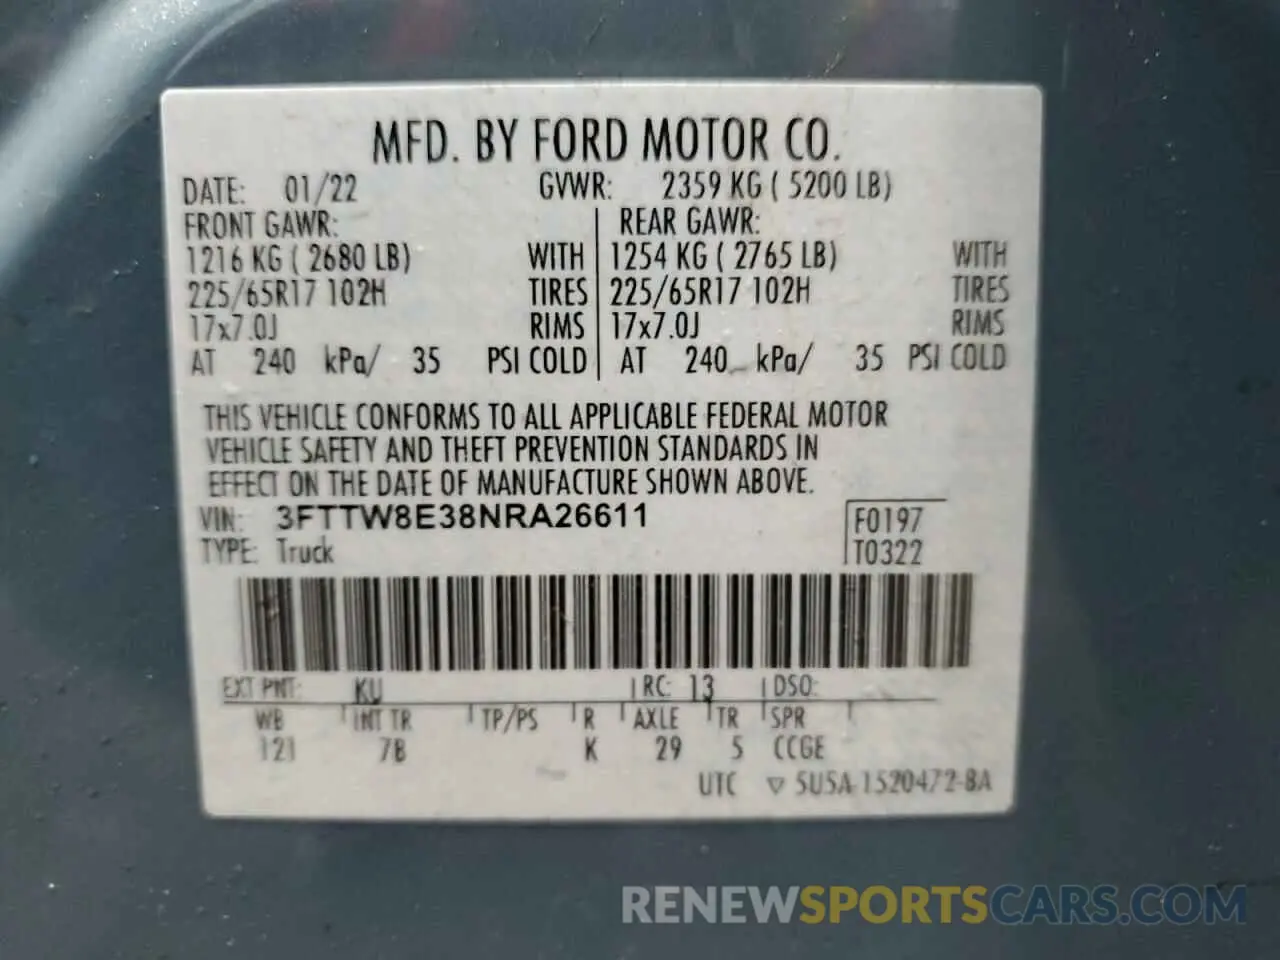 MFD. BY FORD MOTOR CO.
DATE: 01/22 GVWR: 2359 KG ( 5200 LB)
FRONT GAWR: REAR GAWR:
1216 KG ( 2680 LB) WITH 1254 KG ( 2765 LB) WITH
225/65R17 102H TIRES 225/65R17 102H TIRES
17x7.0J RIMS 17x7.0J RIMS
AT 240 kPa/ 35 PSI COLD AT 240 kPa/ 35 PSI COLD
THIS VEHICLE CONFORMS TO ALL APPLICABLE FEDERAL MOTOR
VEHICLE SAFETY AND THEFT PREVENTION STANDARDS IN
EFFECT ON THE DATE OF MANUFACTURE SHOWN ABOVE.
VIN: 3FTTW8E38NRA26611 F0197
TYPE: Truck T0322
EXT PNT: KU RC: 13 DSO:
WB INT TR TP/PS R AXLE TR SPR
121 7B K 29 5 CCGE
UTC ▽ 5U5A-1520472-BA
RENEWSPORTSCARS.COM